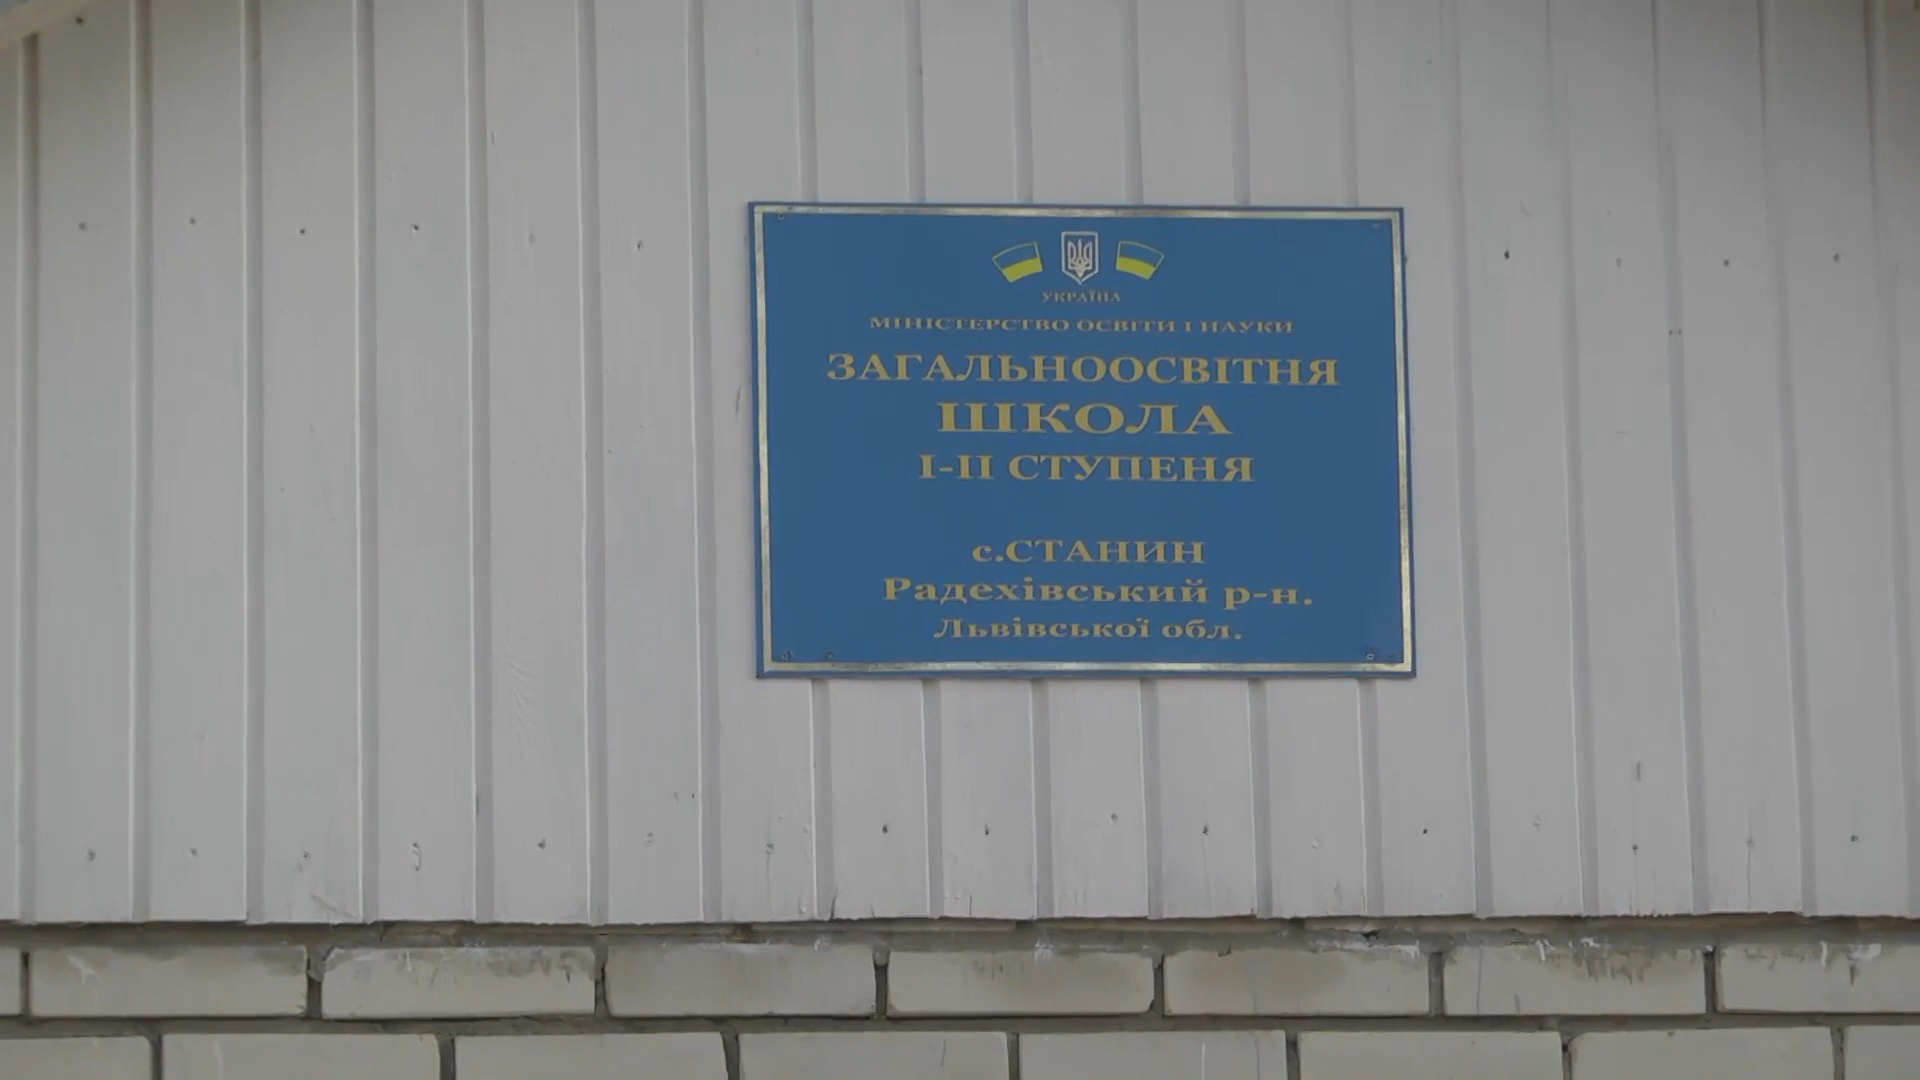 УКРАЇНА
МІНІСТЕРСТВО ОСВІТИ І НАУКИ
ЗАГАЛЬНООСВІТНЯ
ШКОЛА
І-ІІ СТУПЕНЯ
с.СТАНИН
Радехівський р-н.
Львівської обл.